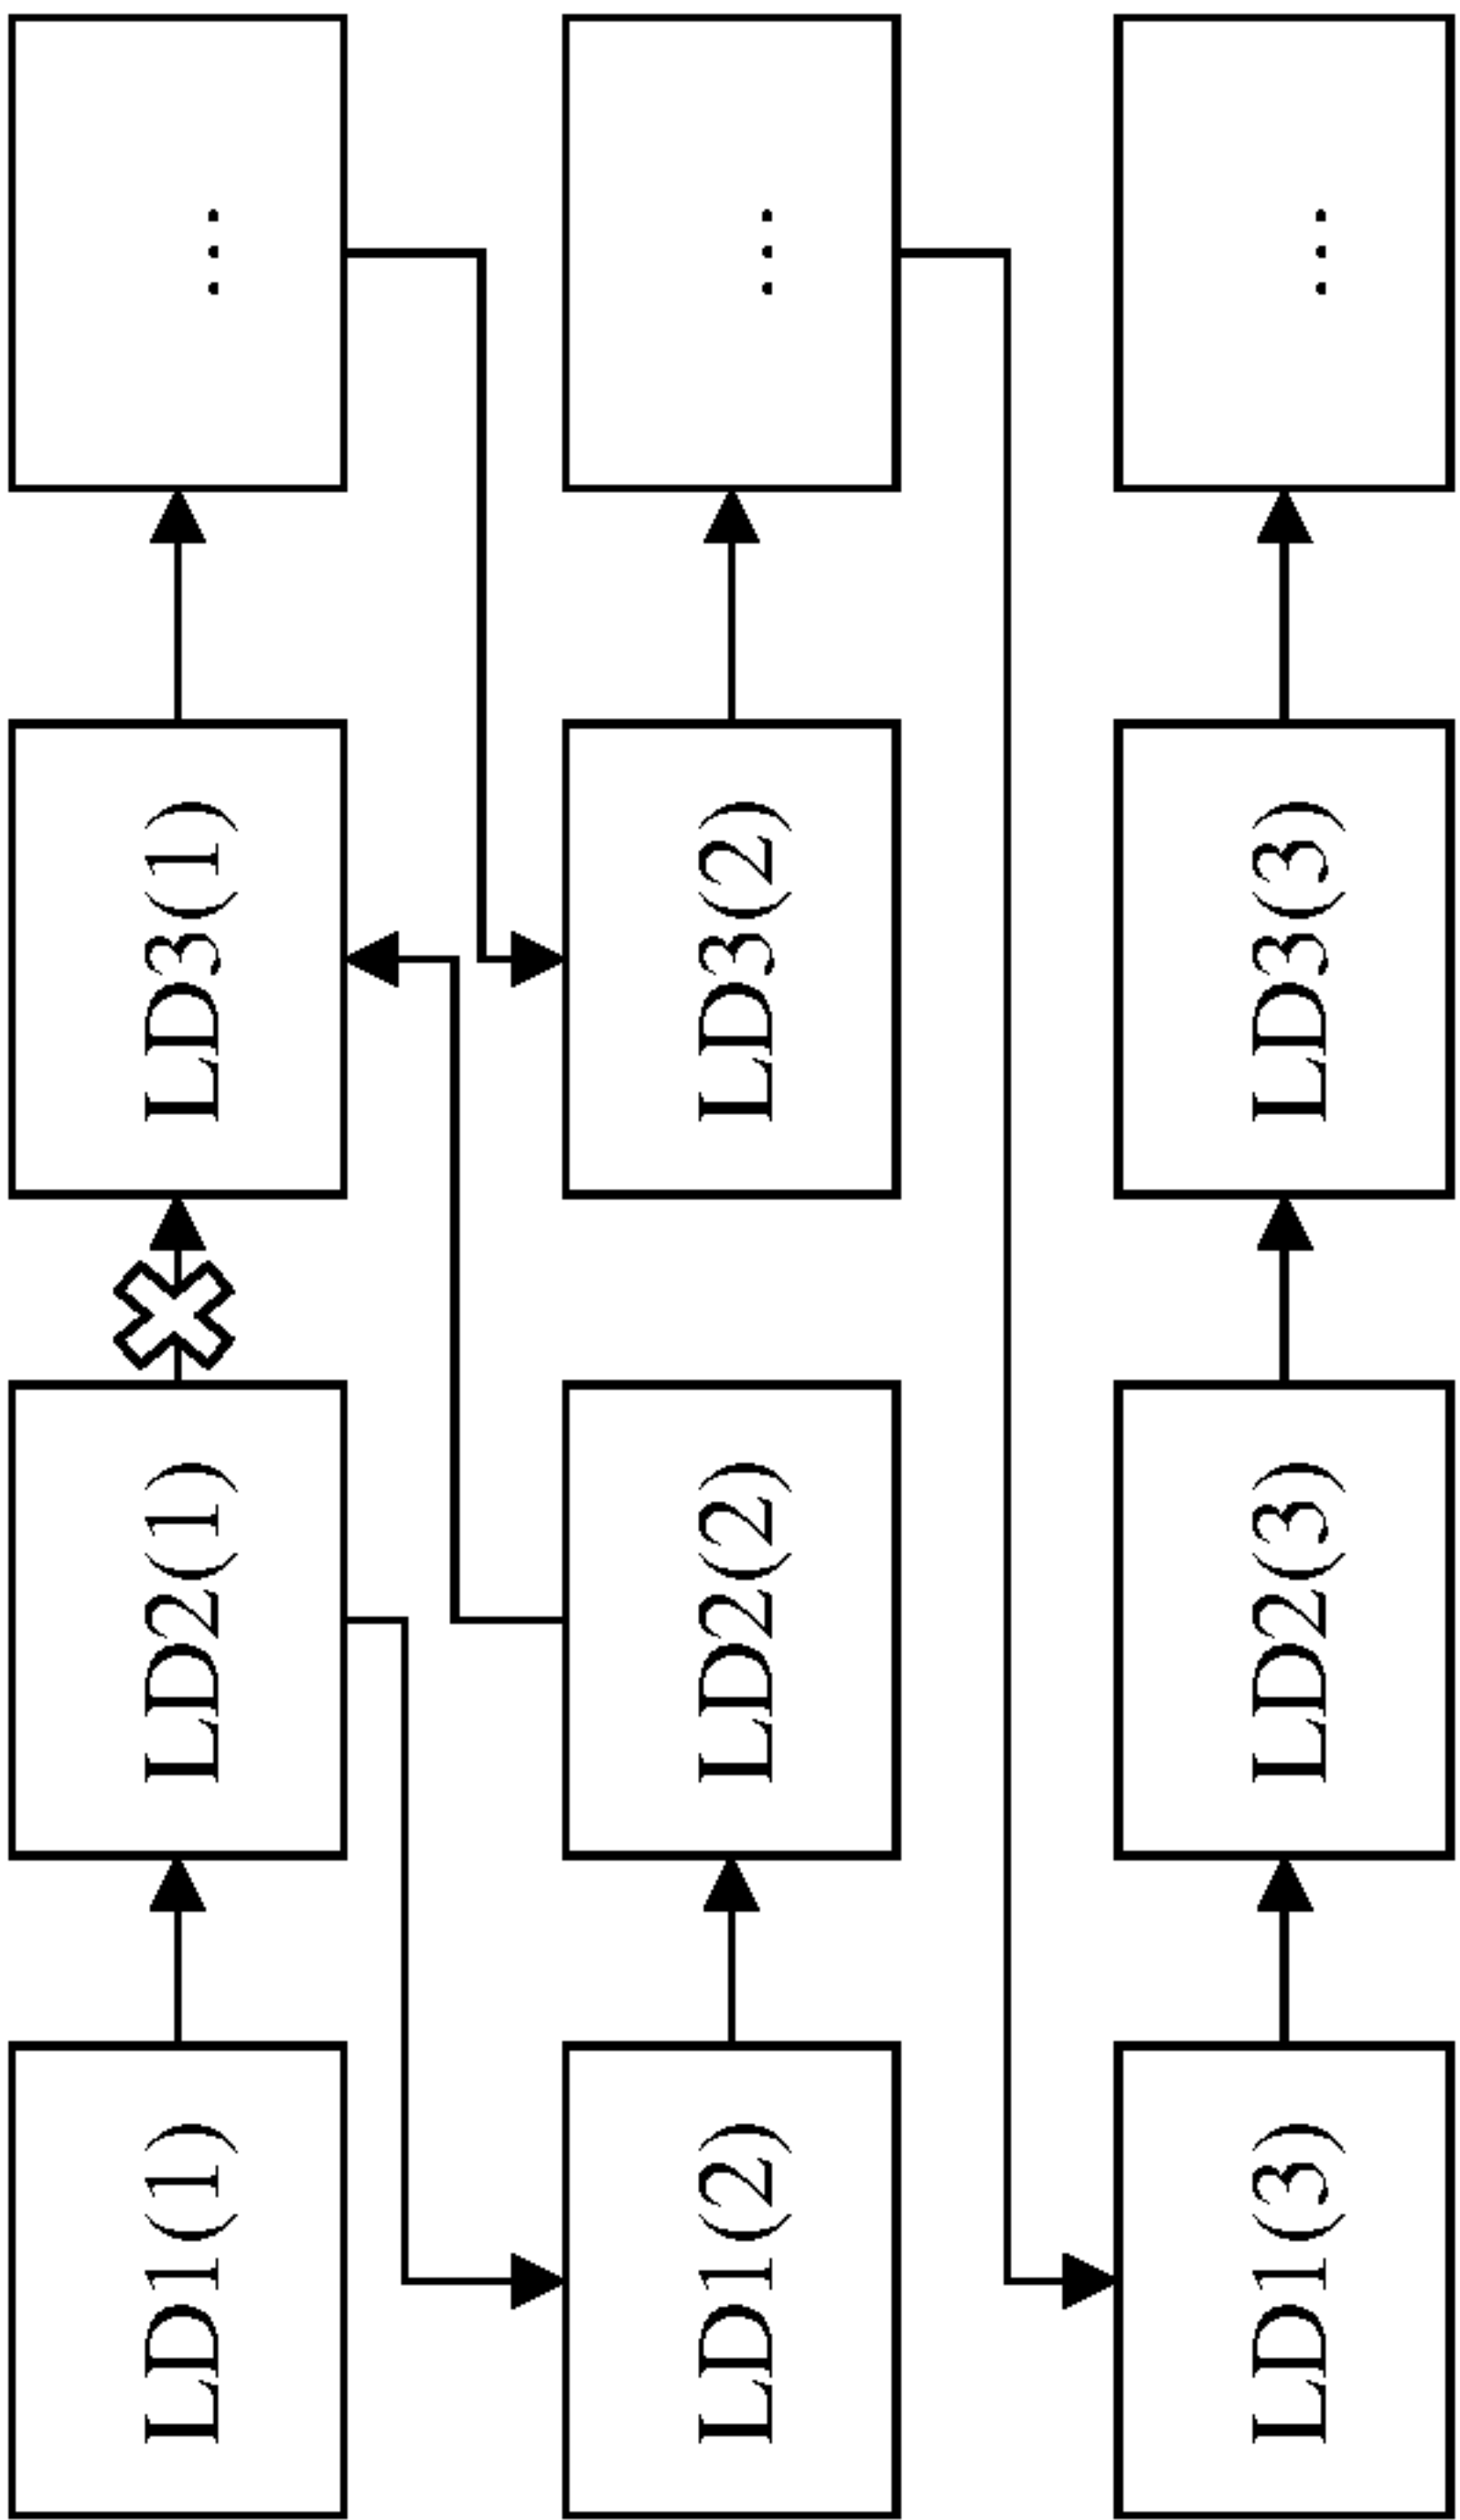 LD1(1) LD2(1) LD3(1) ...
LD1(2) LD2(2) LD3(2) ...
LD1(3) LD2(3) LD3(3) ...